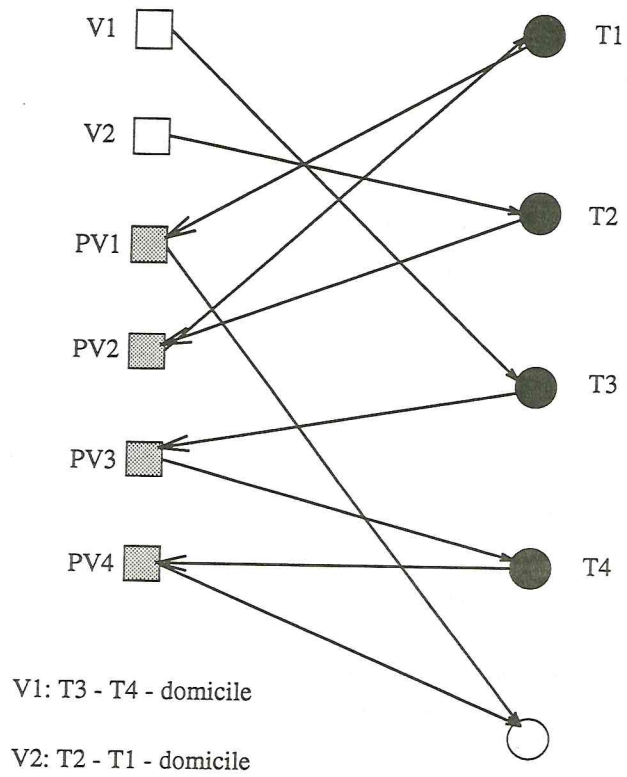 V1
T1
V2
T2
PV1
PV2
T3
PV3
PV4
T4
V1: T3 - T4 - domicile
V2: T2 - T1 - domicile